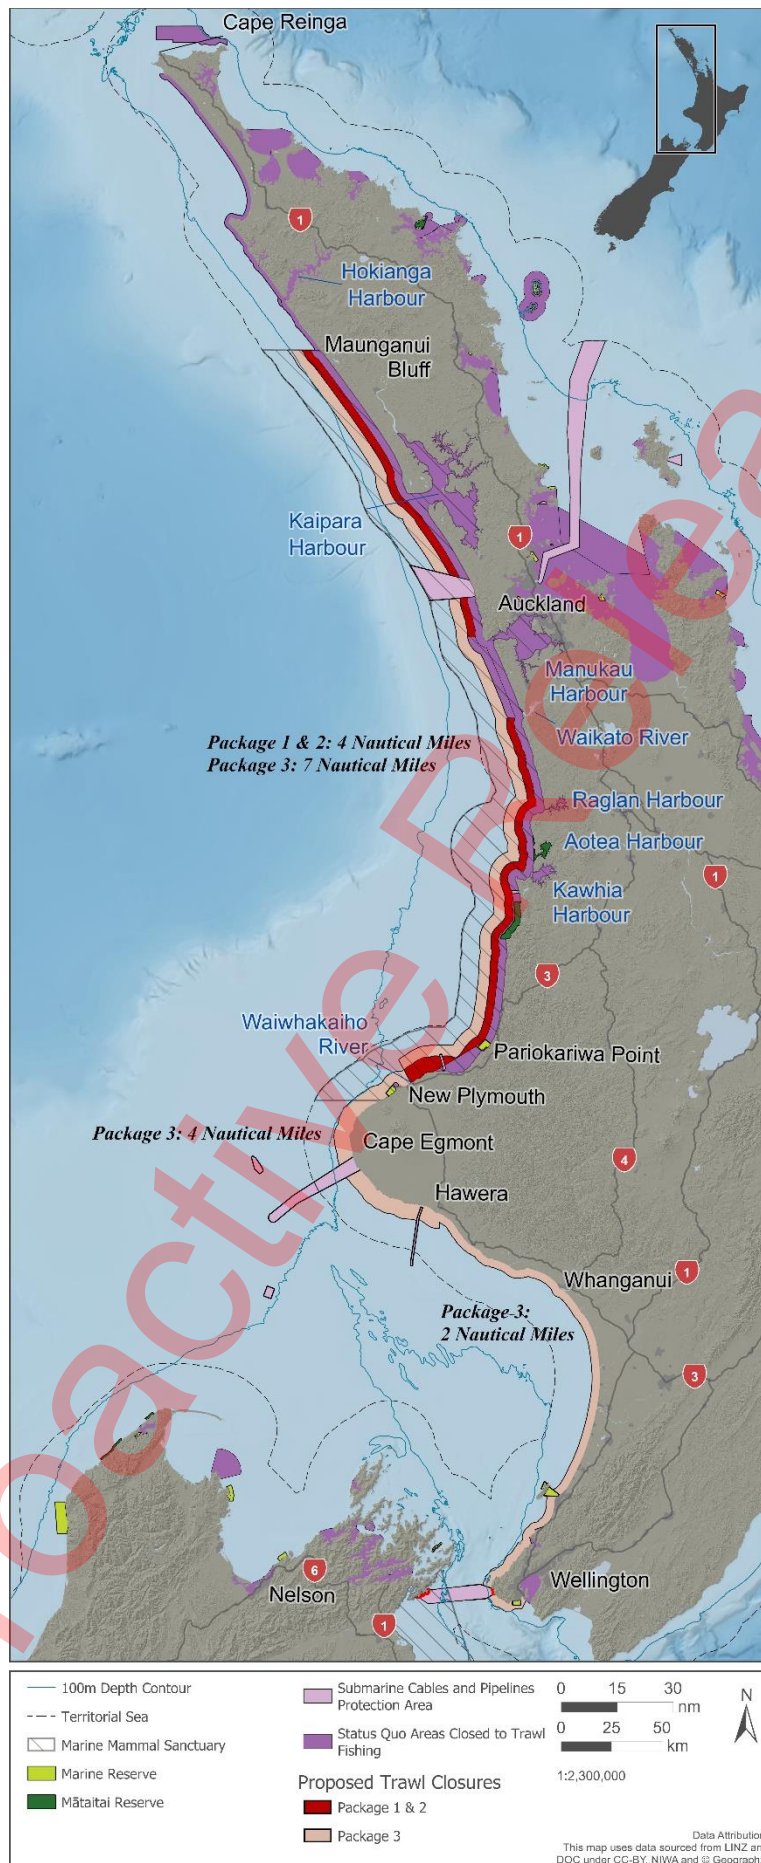 Cape Reinga
1
Hokianga
Harbour
Maunganui
Bluff
Kaipara
Harbour
1
Auckland
Manukau
Harbour
Package 1 & 2: 4 Nautical Miles
Package 3: 7 Nautical Miles
Waikato River
Raglan Harbour
Aotea Harbour
1
Kawhia
Harbour
3
Waiwhakaiho
River
Pariokariwa Point
New Plymouth
Package 3: 4 Nautical Miles
Cape Egmont
4
Hawera
Whanganui
1
Package 3:
2 Nautical Miles
3
Wellington
6
Nelson
1
roactive Relea
100m Depth Contour
Territorial Sea
Marine Mammal Sanctuary
Marine Reserve
Mātaitai Reserve
Submarine Cables and Pipelines
Protection Area
Status Quo Areas Closed to Trawl
Fishing
Proposed Trawl Closures
Package 1 & 2
Package 3
0 15 30
nm
0 25 50
km
1:2,300,000
N
Data Attribution
This map uses data sourced from LINZ an
DOC under CC-BY, NIWA and © Geograph